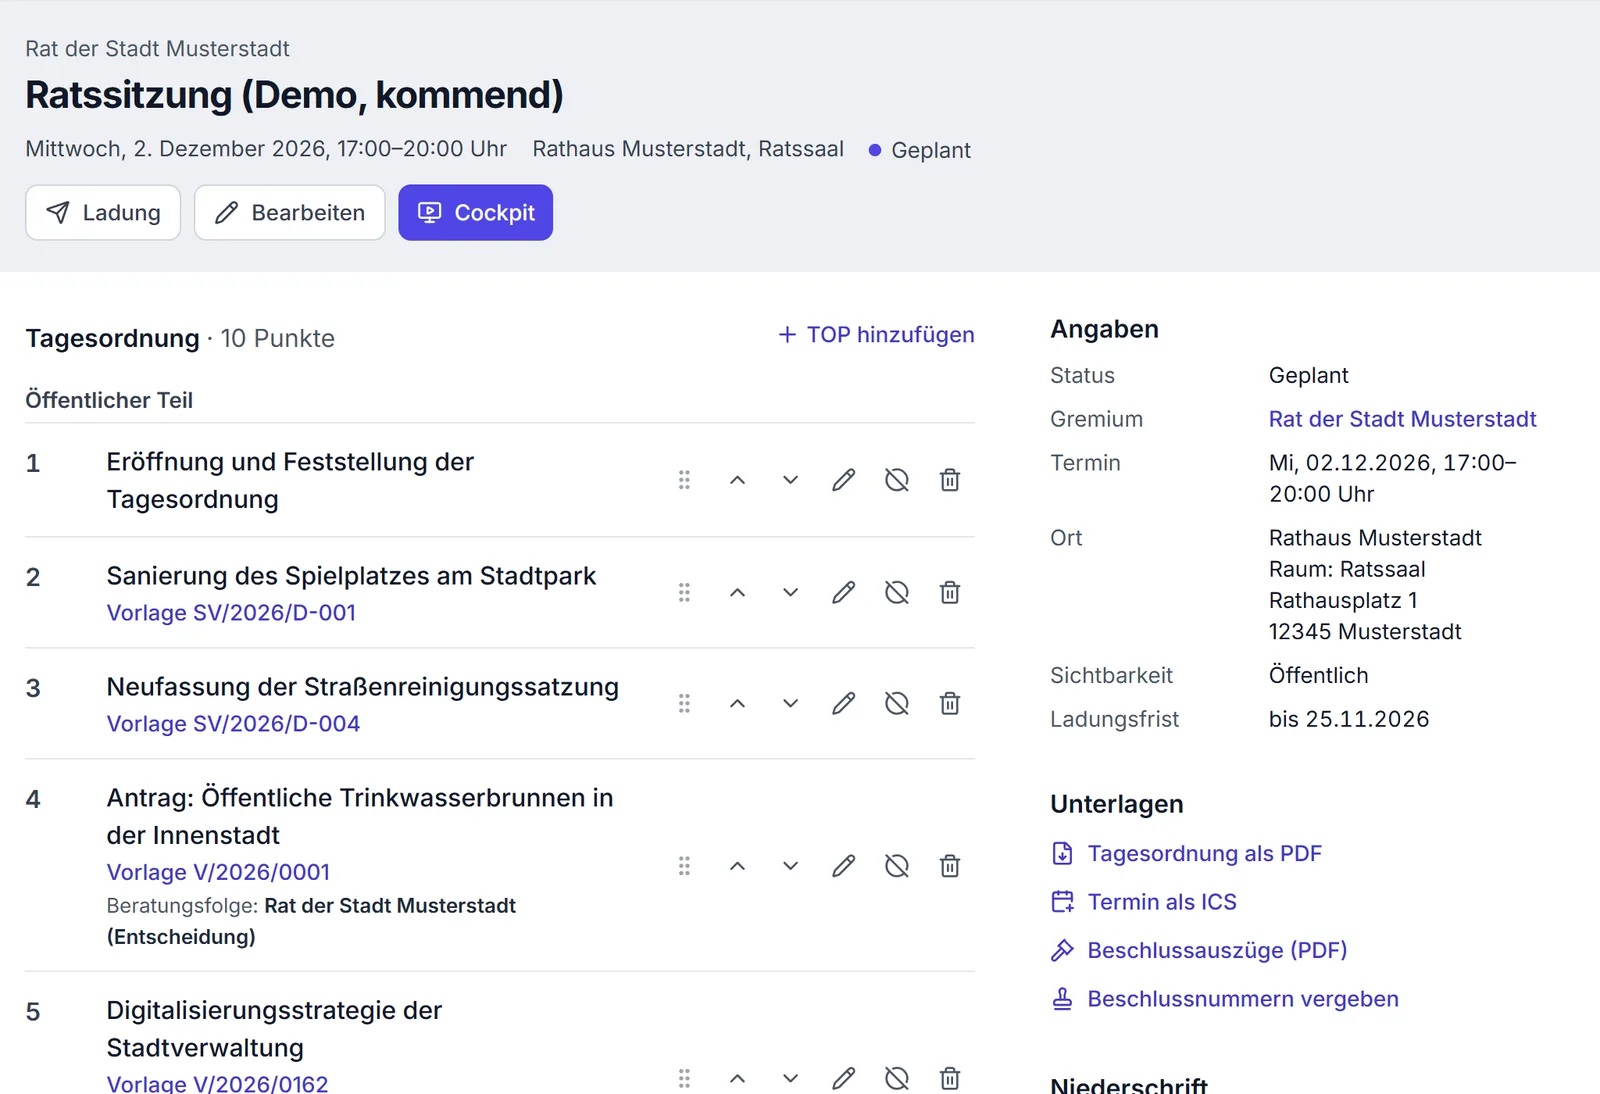 Rat der Stadt Musterstadt
Ratssitzung (Demo, kommend)
Mittwoch, 2. Dezember 2026, 17:00–20:00 Uhr Rathaus Musterstadt, Ratssaal Geplant
Ladung Bearbeiten Cockpit
Tagesordnung · 10 Punkte
+ TOP hinzufügen
Öffentlicher Teil
1 Eröffnung und Feststellung der
Tagesordnung
2 Sanierung des Spielplatzes am Stadtpark
Vorlage SV/2026/D-001
3 Neufassung der Straßenreinigungssatzung
Vorlage SV/2026/D-004
4 Antrag: Öffentliche Trinkwasserbrunnen in
der Innenstadt
Vorlage V/2026/0001
Beratungsfolge: Rat der Stadt Musterstadt
(Entscheidung)
5 Digitalisierungsstrategie der
Stadtverwaltung
Vorlage V/2026/0162
Angaben
Status Geplant
Gremium Rat der Stadt Musterstadt
Termin Mi, 02.12.2026, 17:00–
20:00 Uhr
Ort Rathaus Musterstadt
Raum: Ratssaal
Rathausplatz 1
12345 Musterstadt
Sichtbarkeit Öffentlich
Ladungsfrist bis 25.11.2026
Unterlagen
Tagesordnung als PDF
Termin als ICS
Beschlussauszüge (PDF)
Beschlussnummern vergeben
Niederschrift